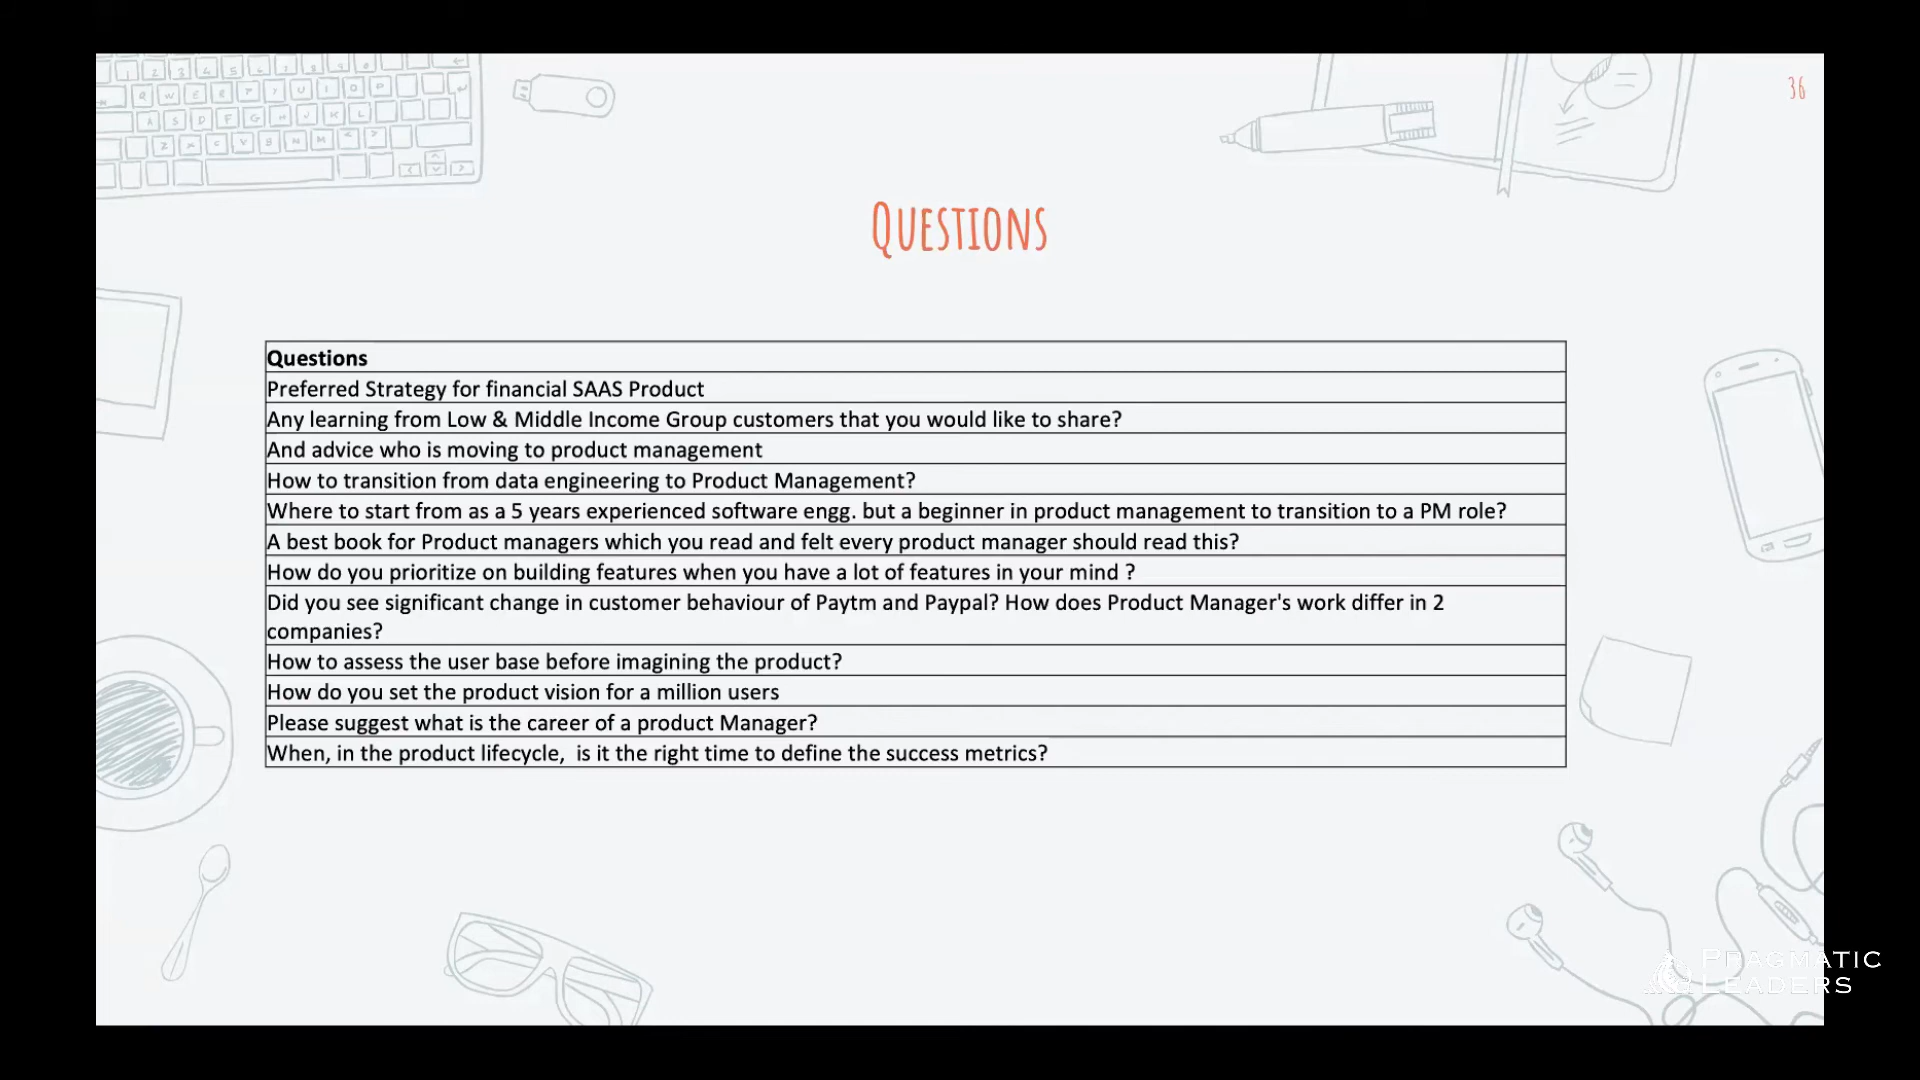 36
QUESTIONS
Questions
Preferred Strategy for financial SAAS Product
Any learning from Low & Middle Income Group customers that you would like to share?
And advice who is moving to product management
How to transition from data engineering to Product Management?
Where to start from as a 5 years experienced software engg. but a beginner in product management to transition to a PM role?
A best book for Product managers which you read and felt every product manager should read this?
How do you prioritize on building features when you have a lot of features in your mind ?
Did you see significant change in customer behaviour of Paytm and Paypal? How does Product Manager's work differ in 2
companies?
How to assess the user base before imagining the product?
How do you set the product vision for a million users
Please suggest what is the career of a product Manager?
When, in the product lifecycle,  is it the right time to define the success metrics?
PRAGMATIC
LEADERS